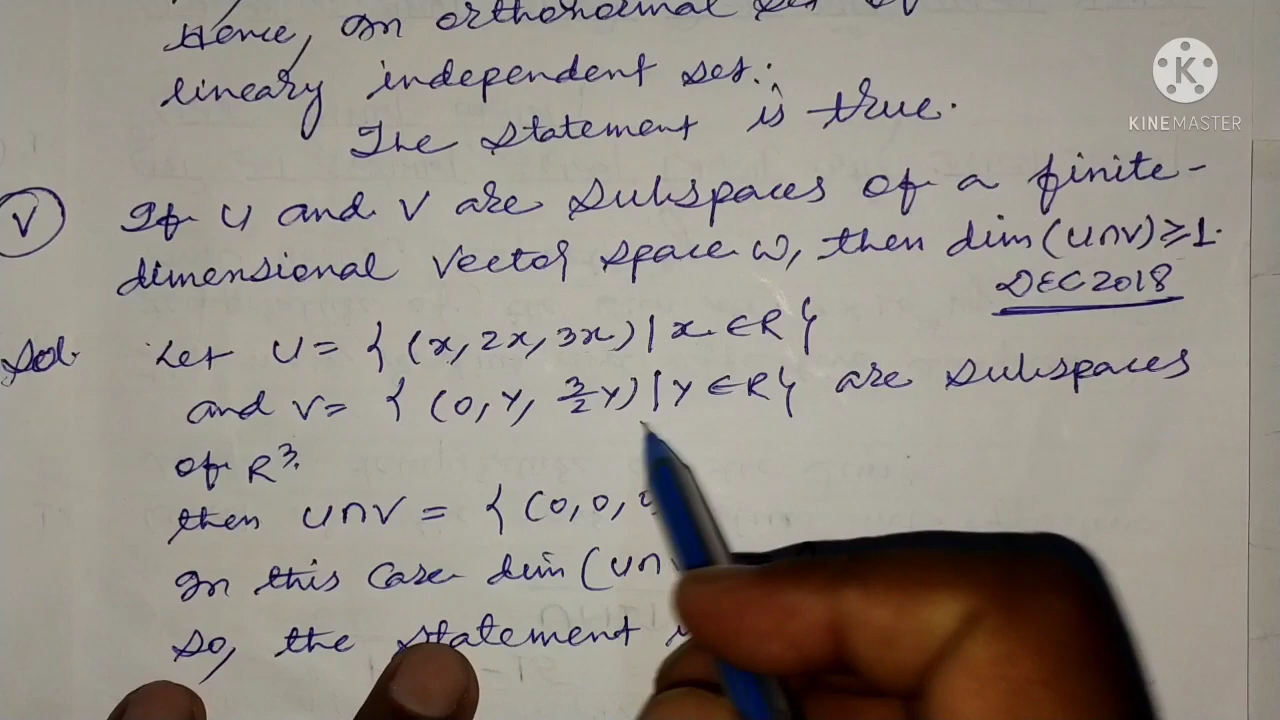 Hence, an orthonormal set of
lineary independent set.
The statement is true.
KINEMASTER
V If U and V are subspaces of a finite-
dimensional vector space W, then dim(U∩V)≥1.
DEC 2018
Sol. Let U = { (x, 2x, 3x) | x ∈ R }
and V = { (0, y, 3/2 y) | y ∈ R } are subspaces
of R³.
then U∩V = { (0, 0,
In this case dim (U∩
So, the statement